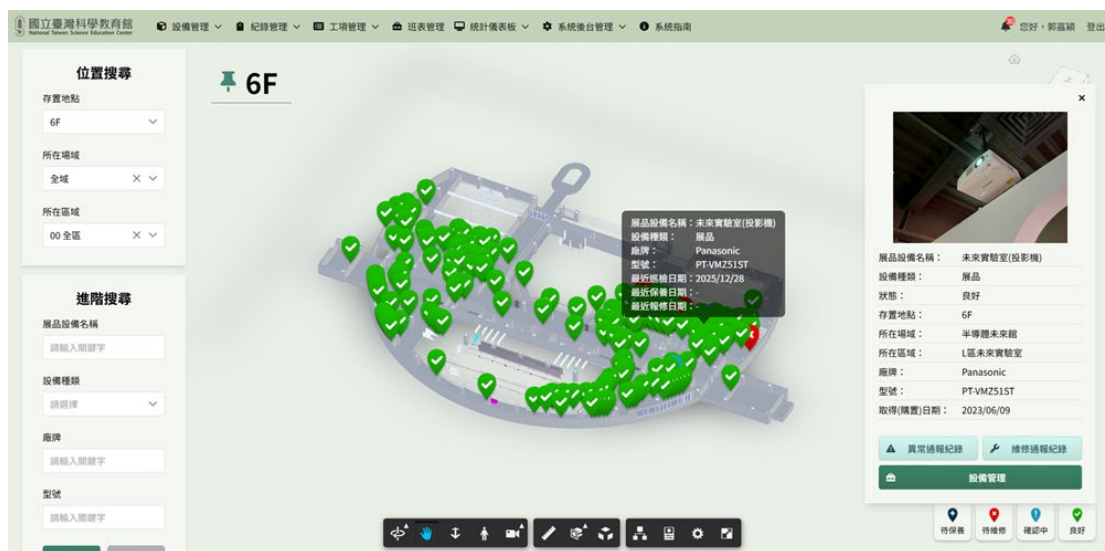 國立臺灣科學教育館
National Taiwan Science Education Center
設備管理
紀錄管理
工項管理
班表管理
統計儀表板
系統後台管理
系統指南
30
您好，郭嘉穎
登出
位置搜尋
存置地點
6F
所在場域
全域
所在區域
00 全區
進階搜尋
展品設備名稱
請輸入關鍵字
設備種類
請選擇
廠牌
請輸入關鍵字
型號
請輸入關鍵字
6F
展品設備名稱：未來實驗室(投影機)
設備種類： 展品
廠牌： Panasonic
型號： PT-VMZ51ST
最近巡檢日期：2025/12/28
最近保養日期：-
最近報修日期：-
展品設備名稱： 未來實驗室(投影機)
設備種類： 展品
狀態： 良好
存置地點： 6F
所在場域： 半導體未來館
所在區域： L區未來實驗室
廠牌： Panasonic
型號： PT-VMZ51ST
取得(購置)日期： 2023/06/09
異常通報紀錄
維修通報紀錄
設備管理
待保養
待維修
確認中
良好